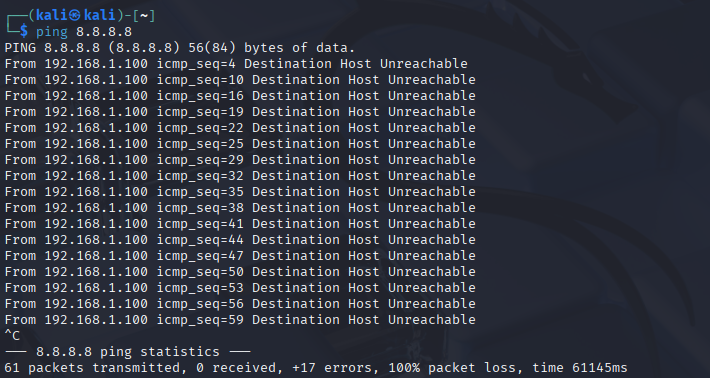 ┌──(kali㉿kali)-[~]
└─$ ping 8.8.8.8
PING 8.8.8.8 (8.8.8.8) 56(84) bytes of data.
From 192.168.1.100 icmp_seq=4 Destination Host Unreachable
From 192.168.1.100 icmp_seq=10 Destination Host Unreachable
From 192.168.1.100 icmp_seq=16 Destination Host Unreachable
From 192.168.1.100 icmp_seq=19 Destination Host Unreachable
From 192.168.1.100 icmp_seq=22 Destination Host Unreachable
From 192.168.1.100 icmp_seq=25 Destination Host Unreachable
From 192.168.1.100 icmp_seq=29 Destination Host Unreachable
From 192.168.1.100 icmp_seq=32 Destination Host Unreachable
From 192.168.1.100 icmp_seq=35 Destination Host Unreachable
From 192.168.1.100 icmp_seq=38 Destination Host Unreachable
From 192.168.1.100 icmp_seq=41 Destination Host Unreachable
From 192.168.1.100 icmp_seq=44 Destination Host Unreachable
From 192.168.1.100 icmp_seq=47 Destination Host Unreachable
From 192.168.1.100 icmp_seq=50 Destination Host Unreachable
From 192.168.1.100 icmp_seq=53 Destination Host Unreachable
From 192.168.1.100 icmp_seq=56 Destination Host Unreachable
From 192.168.1.100 icmp_seq=59 Destination Host Unreachable
^C
--- 8.8.8.8 ping statistics ---
61 packets transmitted, 0 received, +17 errors, 100% packet loss, time 61145ms